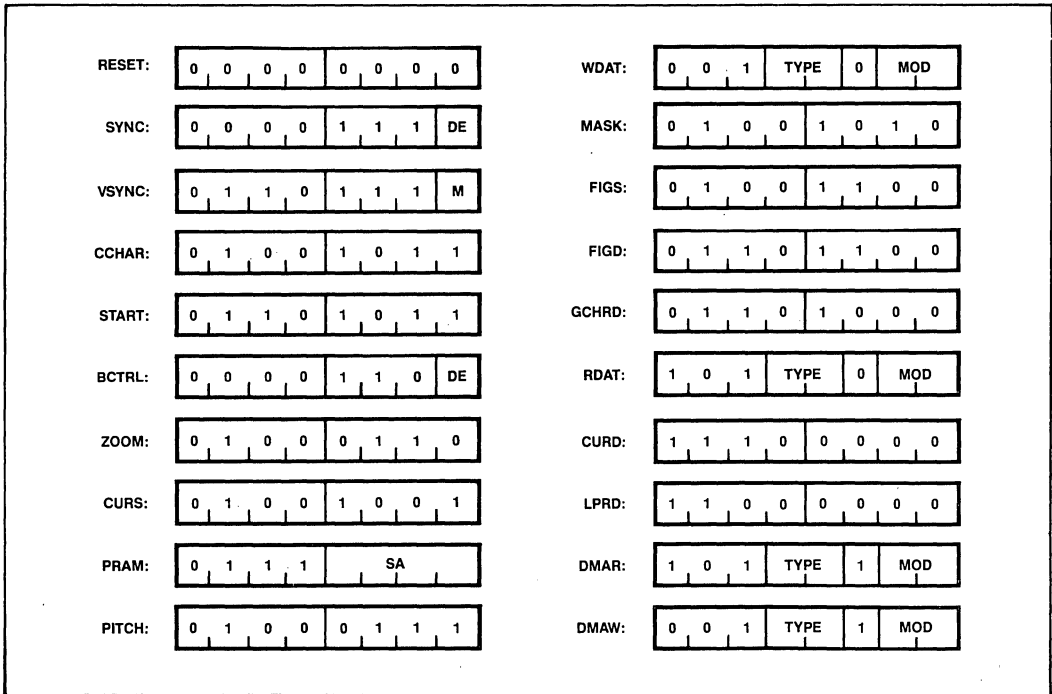 RESET: 0 0 0 0 0 0 0 0
SYNC: 0 0 0 0 1 1 1 DE
VSYNC: 0 1 1 0 1 1 1 M
CCHAR: 0 1 0 0 1 0 1 1
START: 0 1 1 0 1 0 1 1
BCTRL: 0 0 0 0 1 1 0 DE
ZOOM: 0 1 0 0 0 1 1 0
CURS: 0 1 0 0 1 0 0 1
PRAM: 0 1 1 1 SA
PITCH: 0 1 0 0 0 1 1 1
WDAT: 0 0 1 TYPE 0 MOD
MASK: 0 1 0 0 1 0 1 0
FIGS: 0 1 0 0 1 1 0 0
FIGD: 0 1 1 0 1 1 0 0
GCHRD: 0 1 1 0 1 0 0 0
RDAT: 1 0 1 TYPE 0 MOD
CURD: 1 1 1 0 0 0 0 0
LPRD: 1 1 0 0 0 0 0 0
DMAR: 1 0 1 TYPE 1 MOD
DMAW: 0 0 1 TYPE 1 MOD